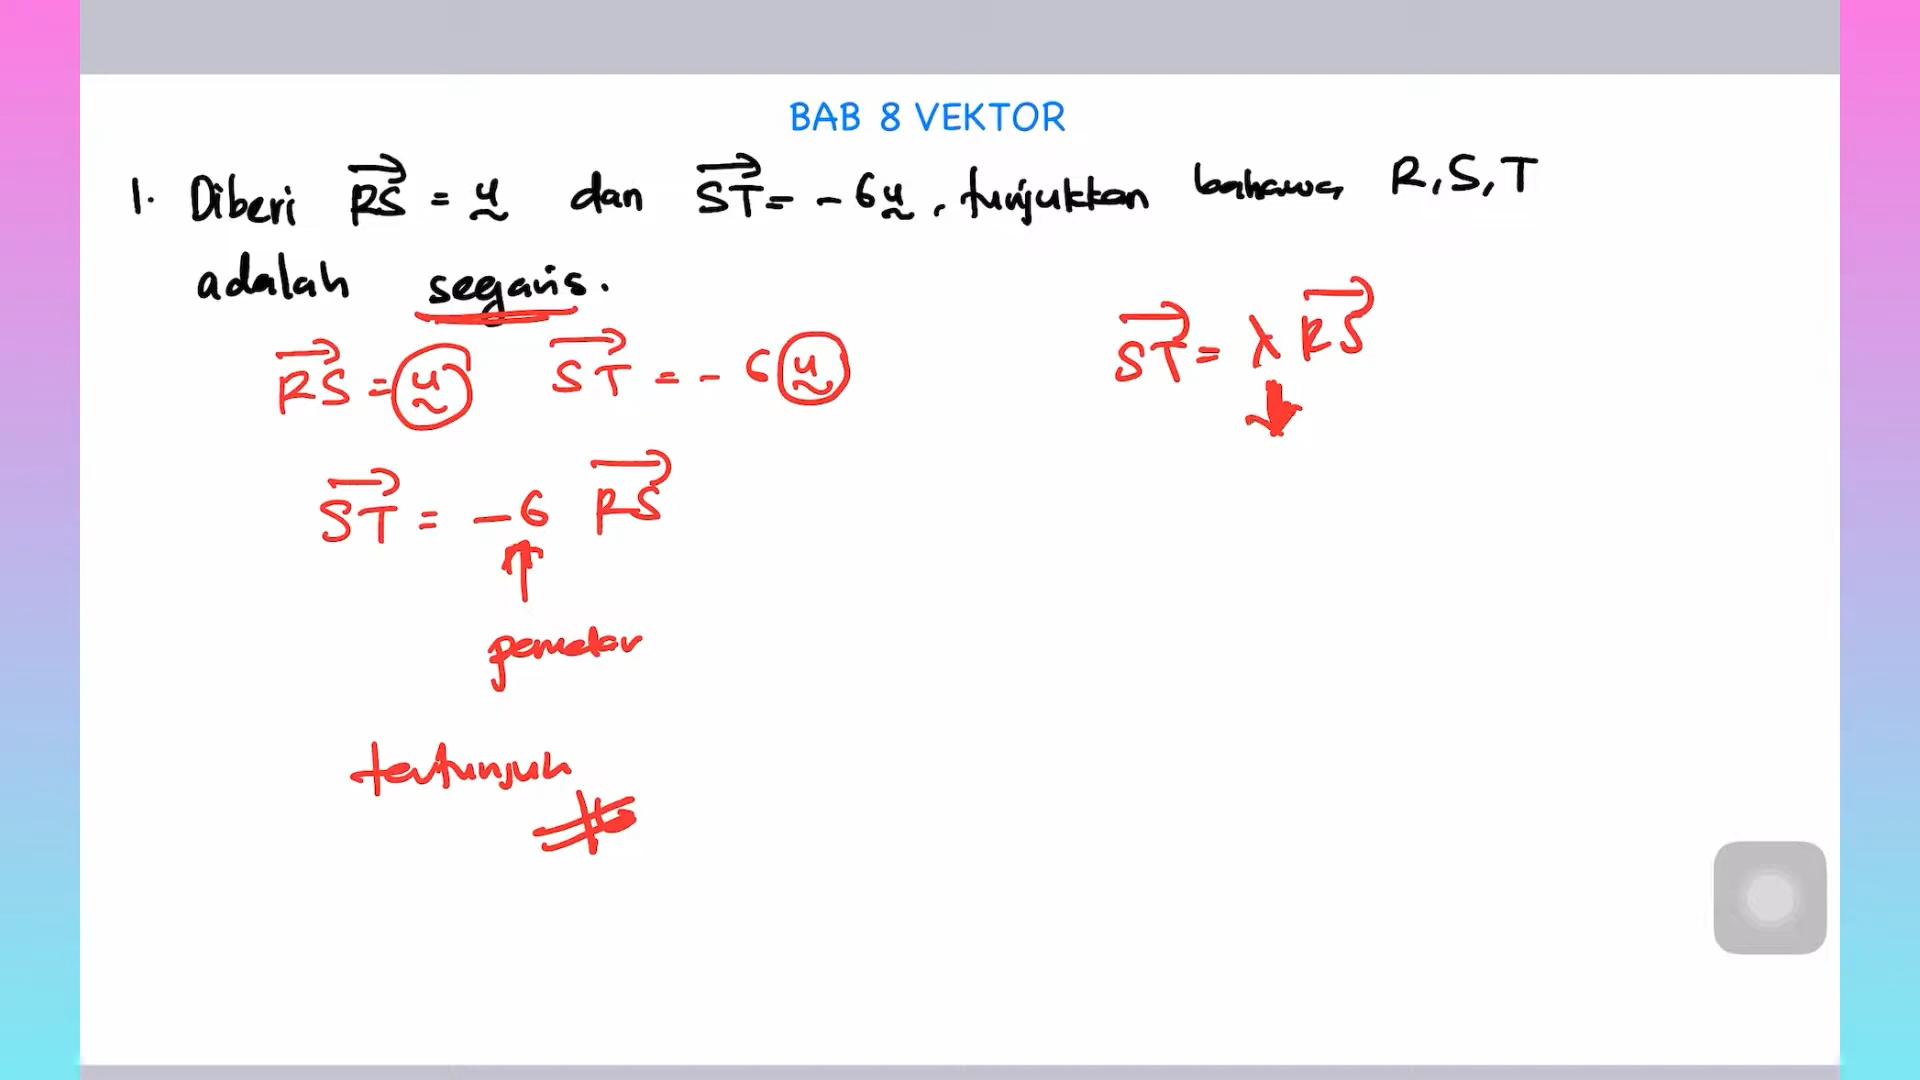 BAB 8 VEKTOR
1. Diberi RS = u dan ST = -6u, tunjukkan bahawa R, S, T
adalah segaris.
ST = λ RS
RS = u ST = -6u
ST = -6 RS
pemalar
tertunjuk